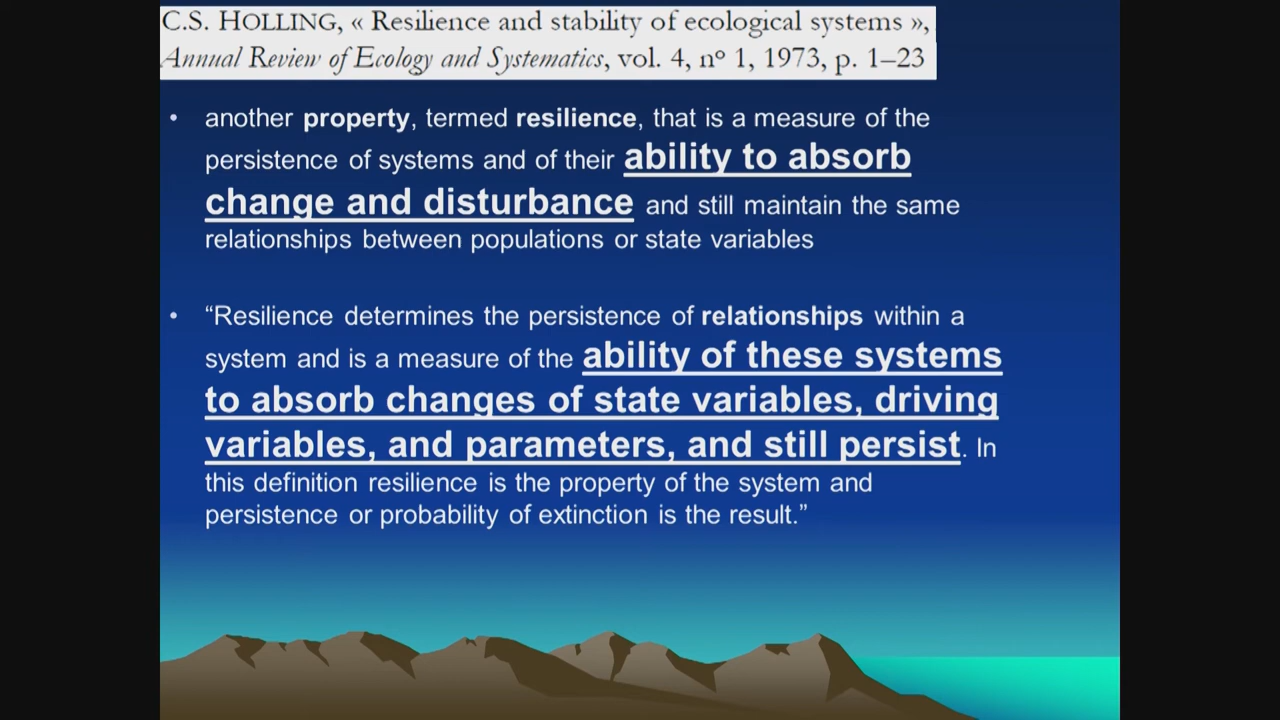 C.S. HOLLING, « Resilience and stability of ecological systems »,
Annual Review of Ecology and Systematics, vol. 4, nº 1, 1973, p. 1–23
• another property, termed resilience, that is a measure of the
persistence of systems and of their ability to absorb
change and disturbance and still maintain the same
relationships between populations or state variables
• “Resilience determines the persistence of relationships within a
system and is a measure of the ability of these systems
to absorb changes of state variables, driving
variables, and parameters, and still persist. In
this definition resilience is the property of the system and
persistence or probability of extinction is the result.”